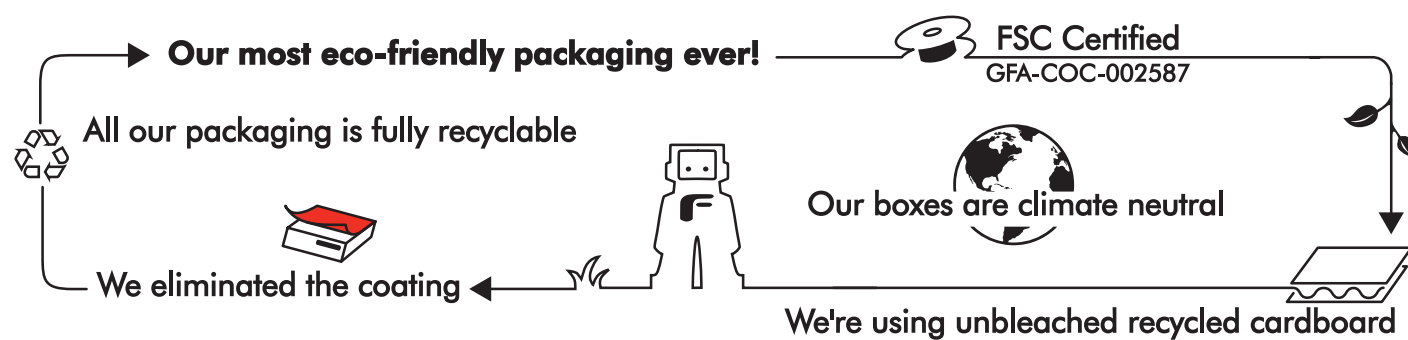 Our most eco-friendly packaging ever!
FSC Certified
GFA-COC-002587
All our packaging is fully recyclable
Our boxes are climate neutral
We eliminated the coating
We're using unbleached recycled cardboard
F